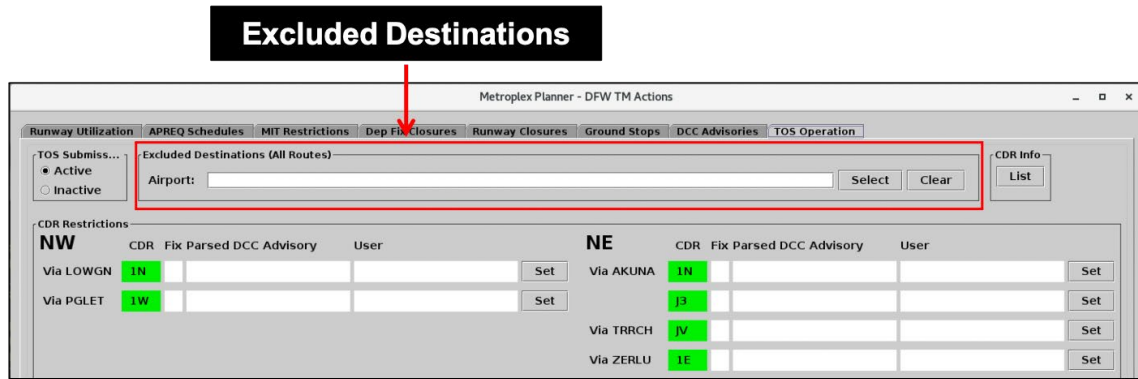 Excluded Destinations
Metroplex Planner - DFW TM Actions
Runway Utilization APREQ Schedules MIT Restrictions Dep Fix Closures Runway Closures Ground Stops DCC Advisories TOS Operation
TOS Submiss... Excluded Destinations (All Routes) CDR Info
Active
Inactive
Airport: Select Clear
List
CDR Restrictions
NW CDR Fix Parsed DCC Advisory User
Via LOWGN 1N Set
Via PGLET 1W Set
NE CDR Fix Parsed DCC Advisory User
Via AKUNA 1N Set
J3 Set
Via TRRCH JV Set
Via ZERLU 1E Set